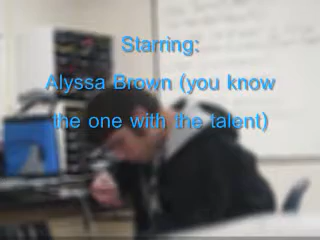 Starring:
Alyssa Brown (you know
the one with the talent)